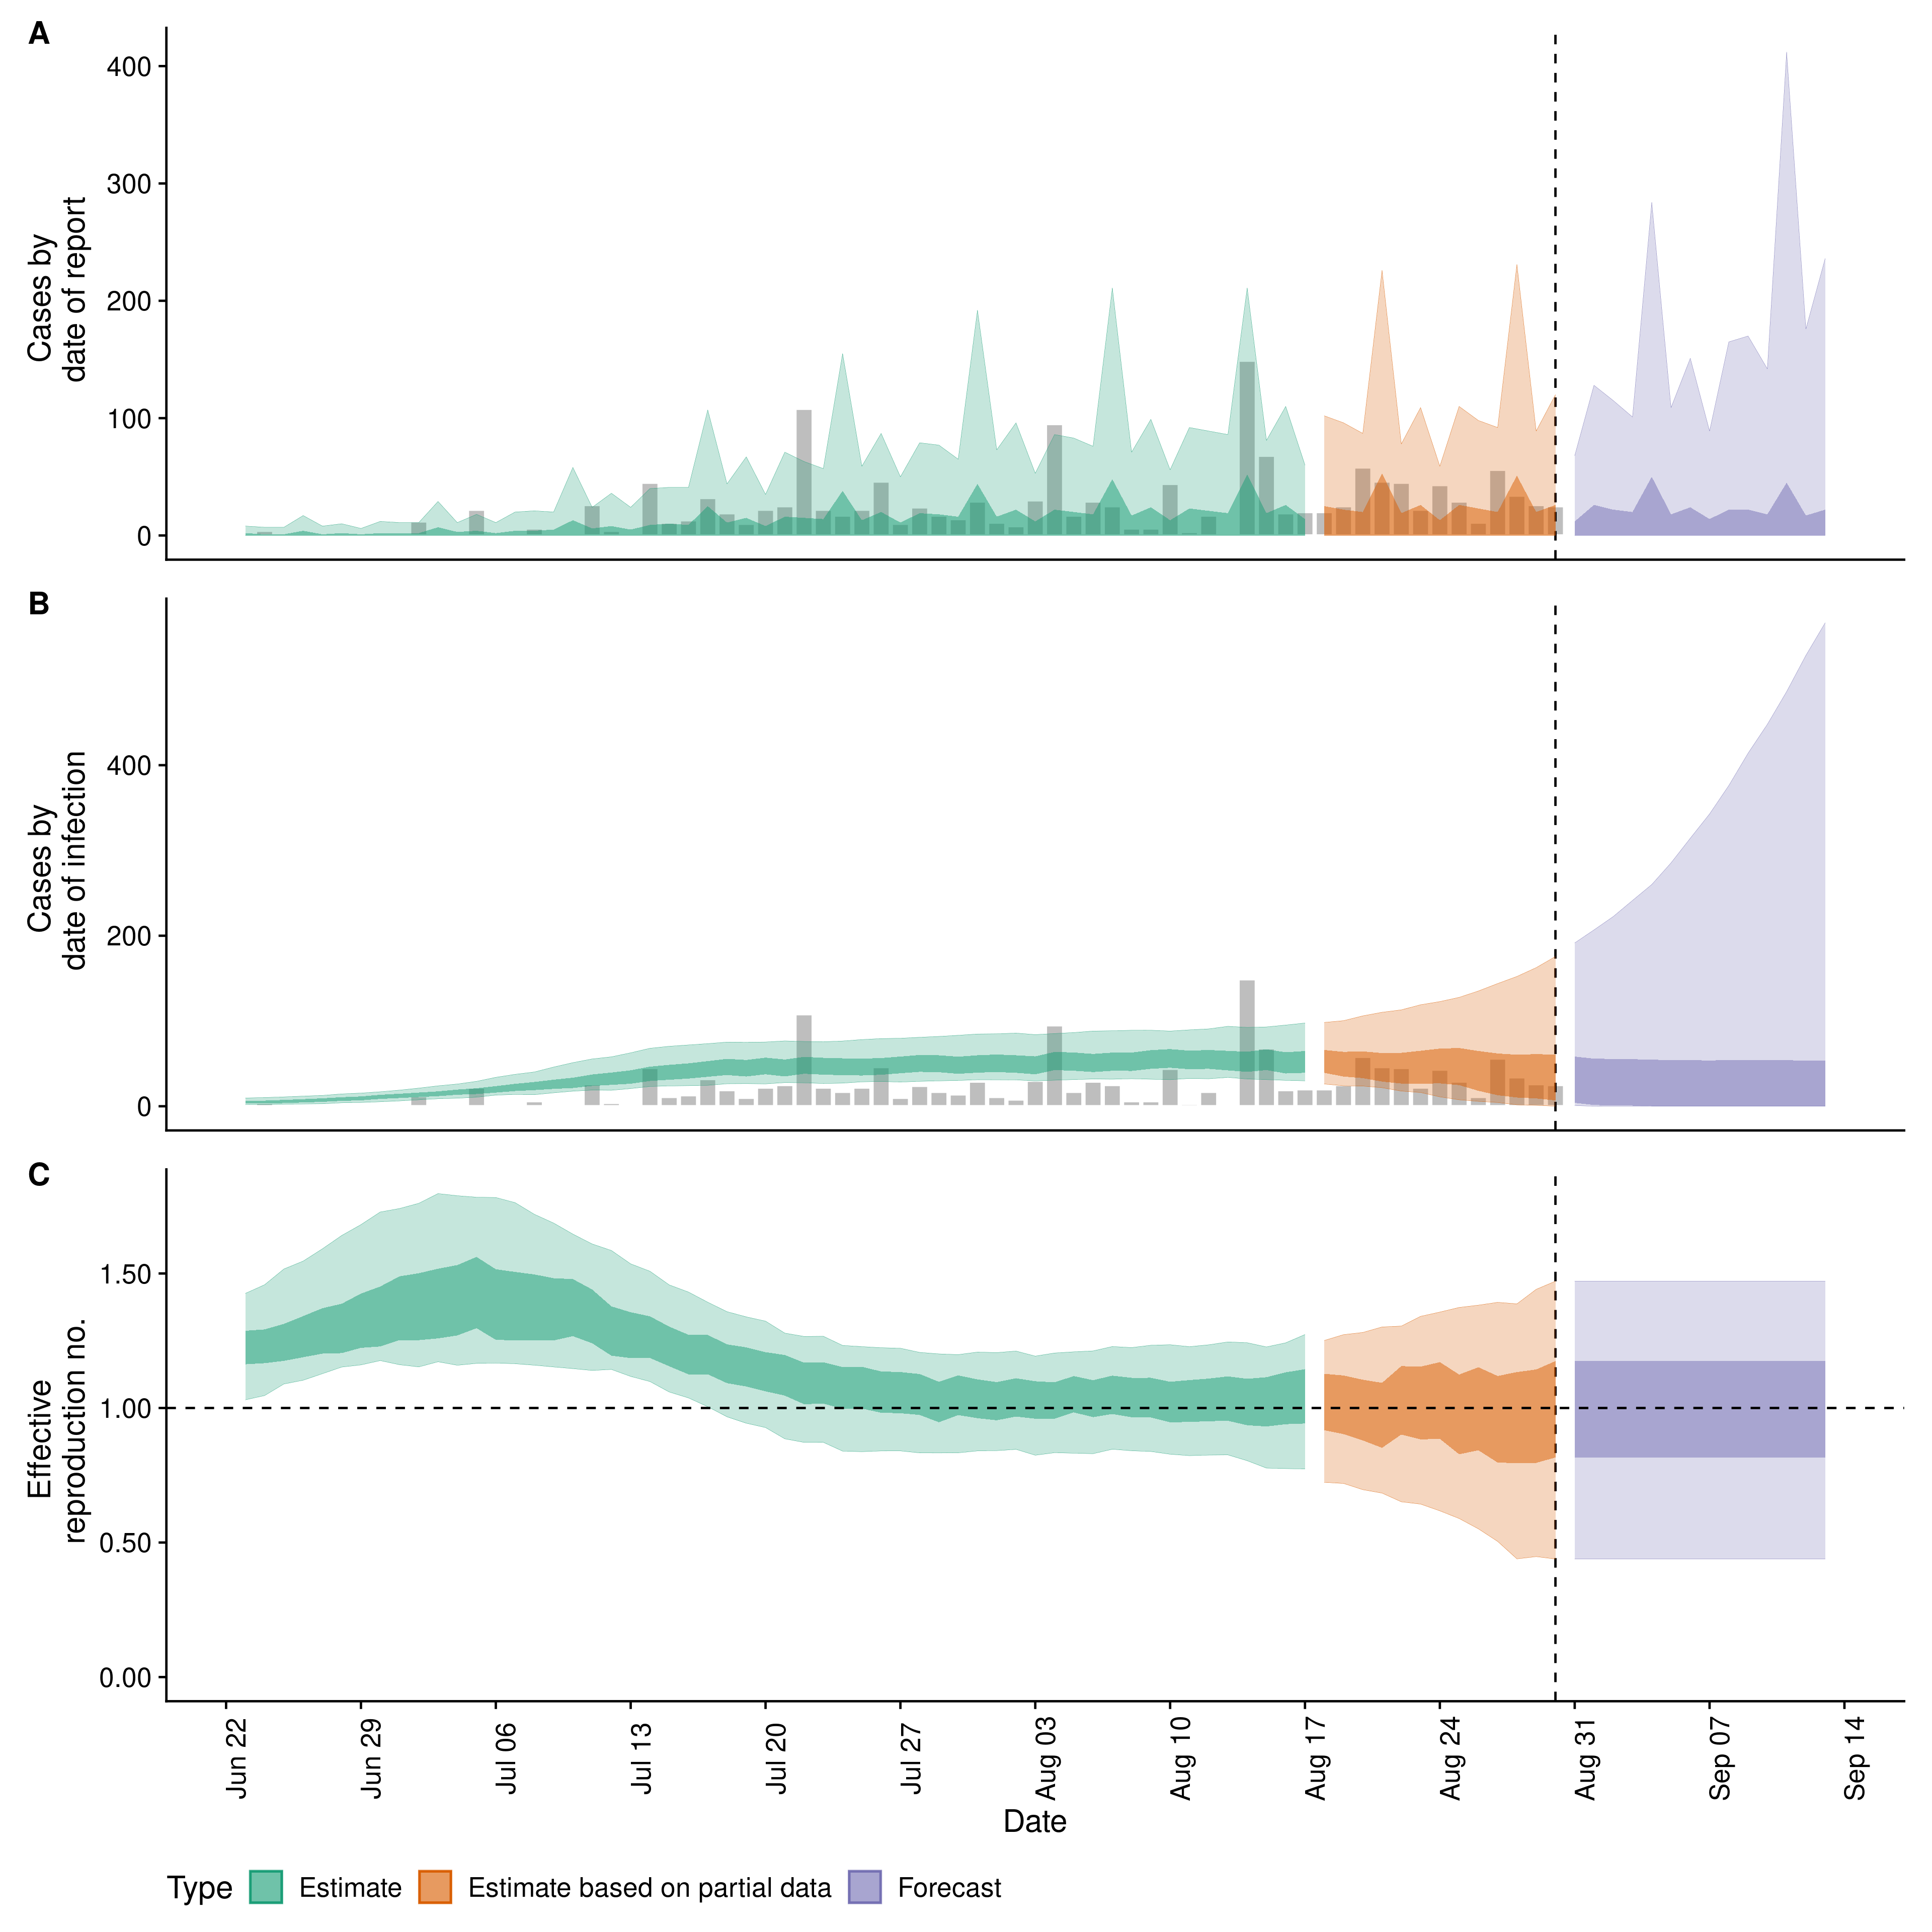 A
400
300
200
100
0
Cases by
date of report
B
400
200
0
Cases by
date of infection
C
1.50
1.00
0.50
0.00
Effective
reproduction no.
Jun 22
Jun 29
Jul 06
Jul 13
Jul 20
Jul 27
Aug 03
Aug 10
Aug 17
Aug 24
Aug 31
Sep 07
Sep 14
Date
Type Estimate Estimate based on partial data Forecast